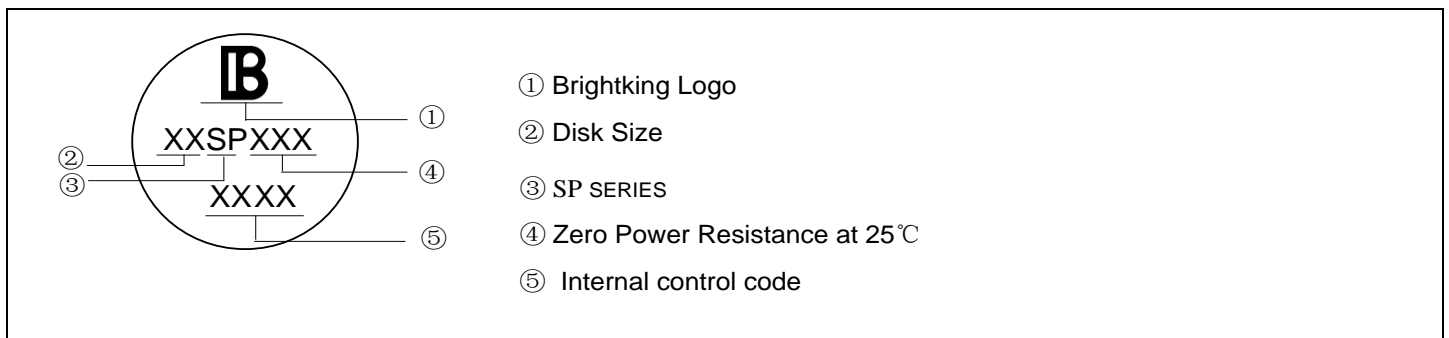 B
①
XXSPXXX
②
③
④
XXXX
⑤
① Brightking Logo
② Disk Size
③ SP SERIES
④ Zero Power Resistance at 25℃
⑤ Internal control code